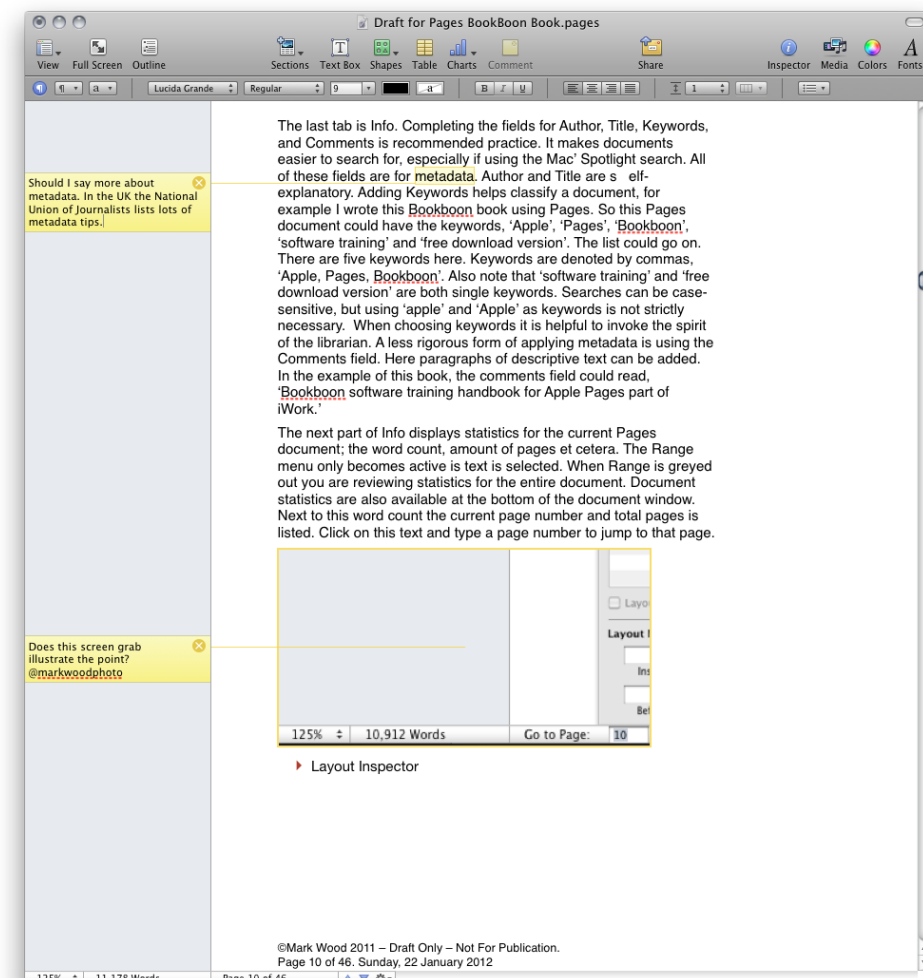 Draft for Pages BookBoon Book.pages
View Full Screen Outline Sections Text Box Shapes Table Charts Comment Share Inspector Media Colors Fonts
¶ a Lucida Grande Regular 9 a B I U 1
The last tab is Info. Completing the fields for Author, Title, Keywords,
and Comments is recommended practice. It makes documents
easier to search for, especially if using the Mac’ Spotlight search. All
of these fields are for metadata. Author and Title are s elf-
explanatory. Adding Keywords helps classify a document, for
example I wrote this Bookboon book using Pages. So this Pages
document could have the keywords, ‘Apple’, ‘Pages’, ‘Bookboon’,
‘software training’ and ‘free download version’. The list could go on.
There are five keywords here. Keywords are denoted by commas,
‘Apple, Pages, Bookboon’. Also note that ‘software training’ and ‘free
download version’ are both single keywords. Searches can be case-
sensitive, but using ‘apple’ and ‘Apple’ as keywords is not strictly
necessary. When choosing keywords it is helpful to invoke the spirit
of the librarian. A less rigorous form of applying metadata is using the
Comments field. Here paragraphs of descriptive text can be added.
In the example of this book, the comments field could read,
‘Bookboon software training handbook for Apple Pages part of
iWork.’
Should I say more about
metadata. In the UK the National
Union of Journalists lists lots of
metadata tips.
The next part of Info displays statistics for the current Pages
document; the word count, amount of pages et cetera. The Range
menu only becomes active is text is selected. When Range is greyed
out you are reviewing statistics for the entire document. Document
statistics are also available at the bottom of the document window.
Next to this word count the current page number and total pages is
listed. Click on this text and type a page number to jump to that page.
Does this screen grab
illustrate the point?
@markwoodphoto
Layo
Layout I
Ins
Bef
125% 10,912 Words Go to Page: 10
Layout Inspector
©Mark Wood 2011 – Draft Only – Not For Publication.
Page 10 of 46. Sunday, 22 January 2012
125% 11,178 Words Page 10 of 46